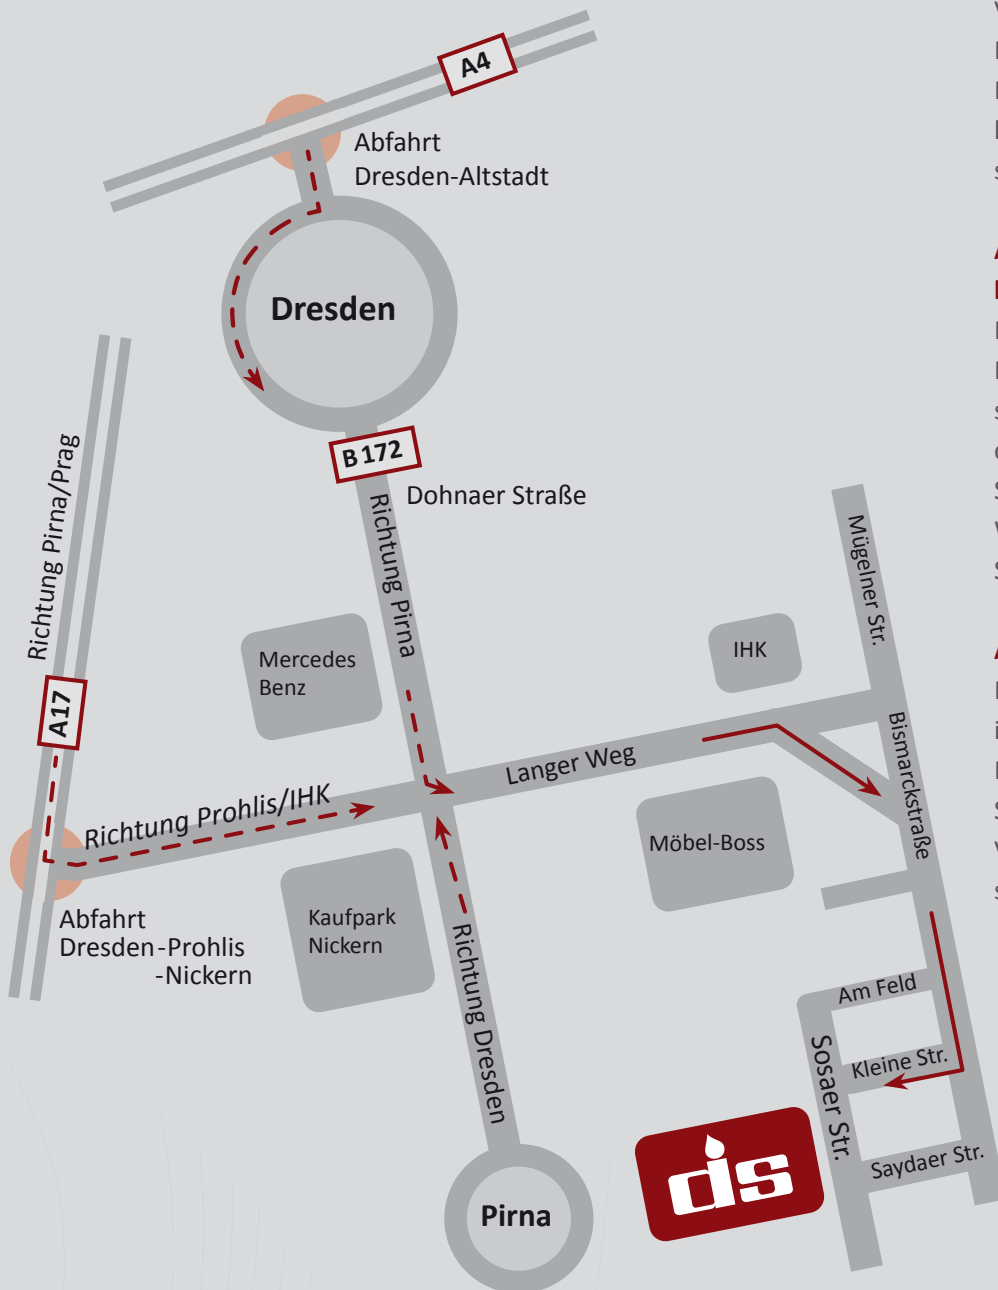 A4
Abfahrt
Dresden-Altstadt
Dresden
B 172
Dohnaer Straße
Richtung Pirna
Richtung Pirna/Prag
A17
Mügelner Str.
Mercedes
Benz
IHK
Bismarckstraße
Langer Weg
Richtung Prohlis/IHK
Möbel-Boss
Abfahrt
Dresden-Prohlis
-Nickern
Kaufpark
Nickern
Richtung Dresden
Am Feld
Kleine Str.
Sosaer Str.
Saydaer Str.
ds
Pirna